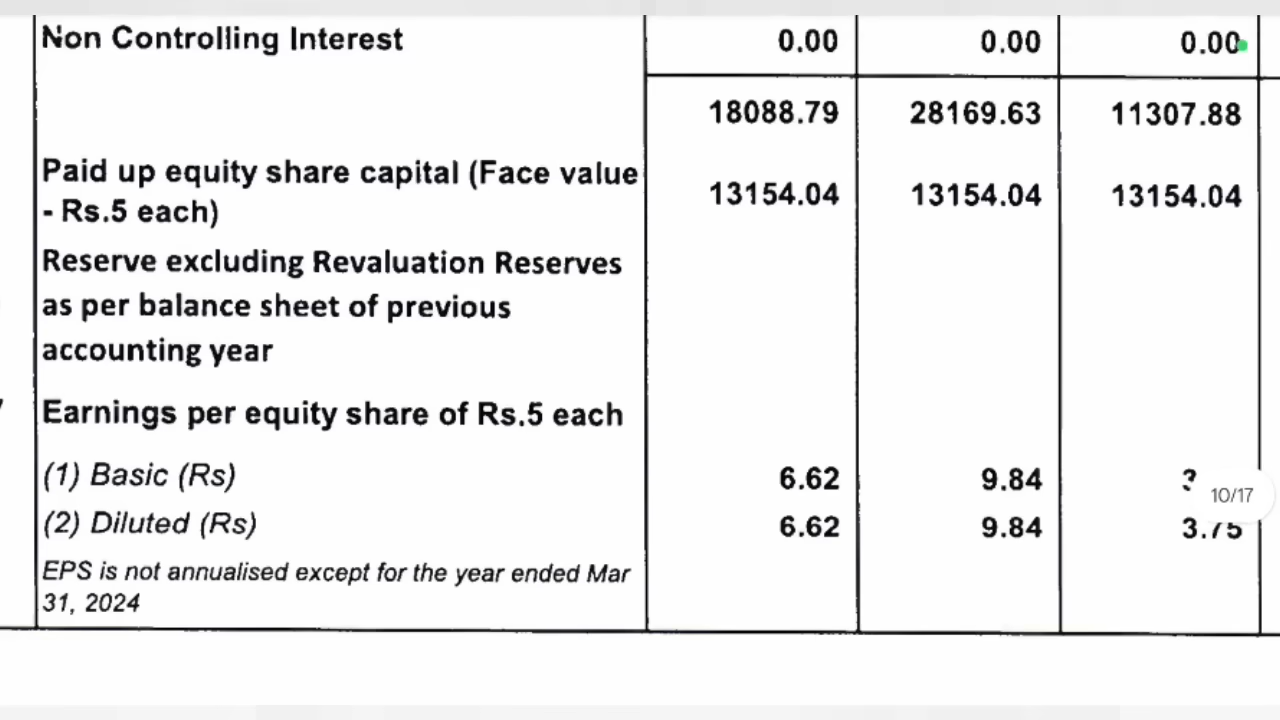 Non Controlling Interest 0.00 0.00 0.00
18088.79 28169.63 11307.88
Paid up equity share capital (Face value
- Rs.5 each) 13154.04 13154.04 13154.04
Reserve excluding Revaluation Reserves
as per balance sheet of previous
accounting year
Earnings per equity share of Rs.5 each
(1) Basic (Rs) 6.62 9.84
10/17
(2) Diluted (Rs) 6.62 9.84 3.75
EPS is not annualised except for the year ended Mar
31, 2024